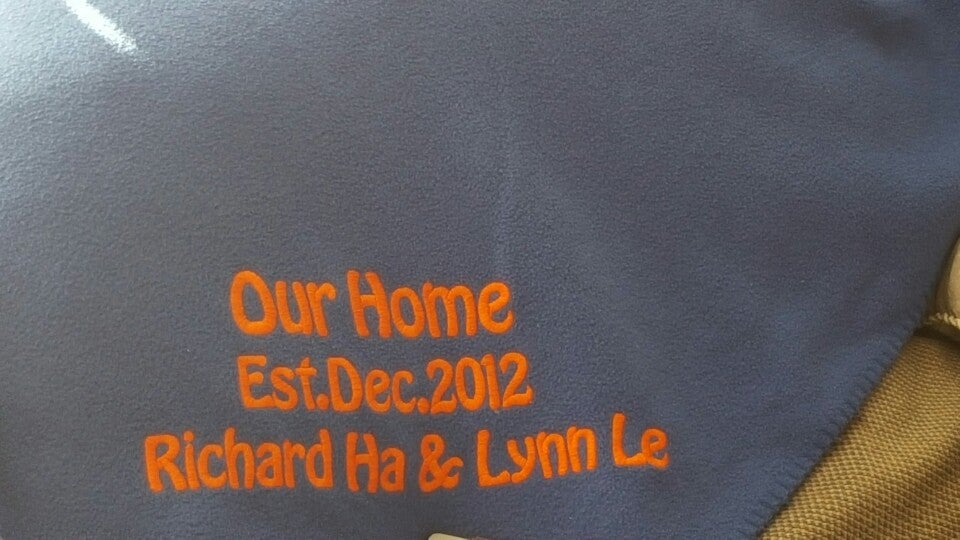 Our Home
Est.Dec.2012
Richard Ha & Lynn Le